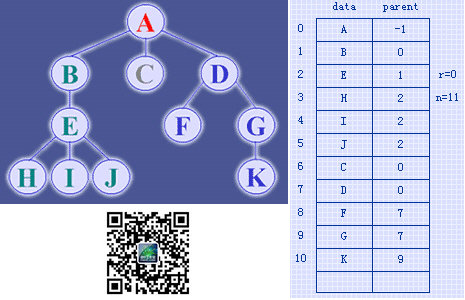 A
B C D
E F G
H I J K
data parent
0 A -1
1 B 0
2 E 1 r=0
3 H 2 n=11
4 I 2
5 J 2
6 C 0
7 D 0
8 F 7
9 G 7
10 K 9